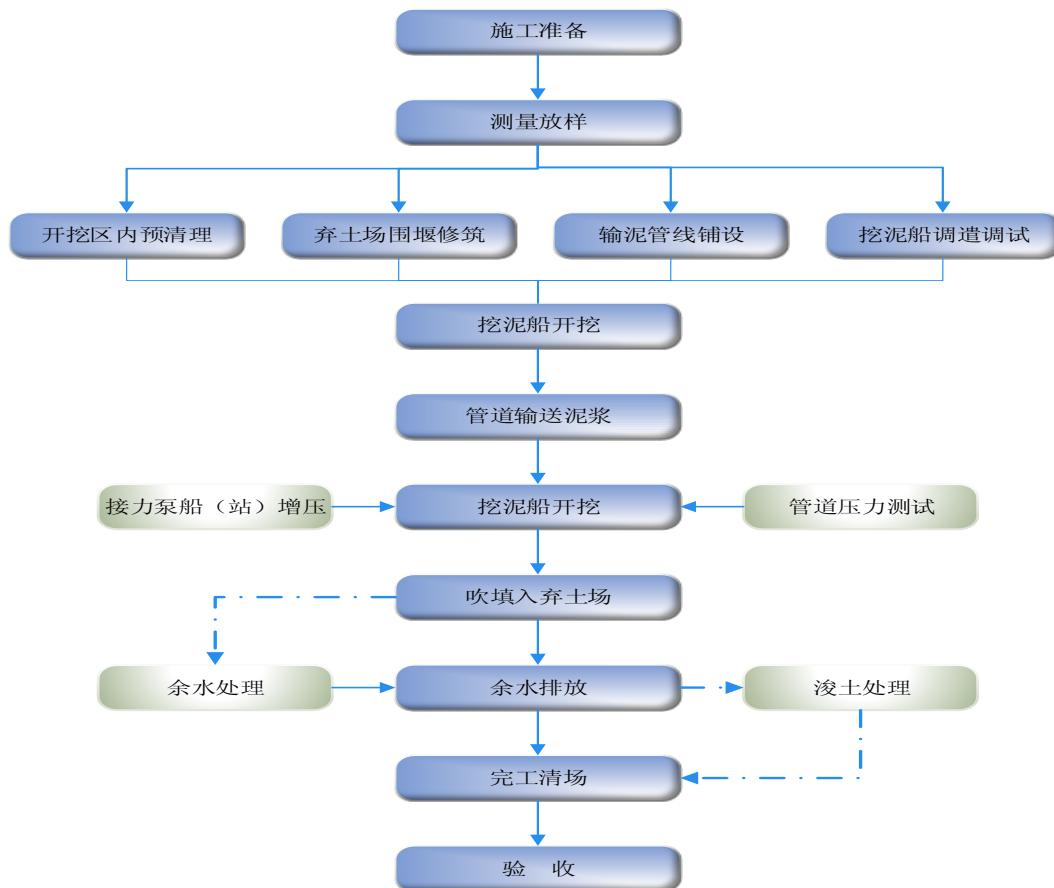 施工准备
测量放样
开挖区内预清理
弃土场围堰修筑
输泥管线铺设
挖泥船调遣调试
挖泥船开挖
管道输送泥浆
接力泵船（站）增压
挖泥船开挖
管道压力测试
吹填入弃土场
余水处理
余水排放
浚土处理
完工清场
验 收